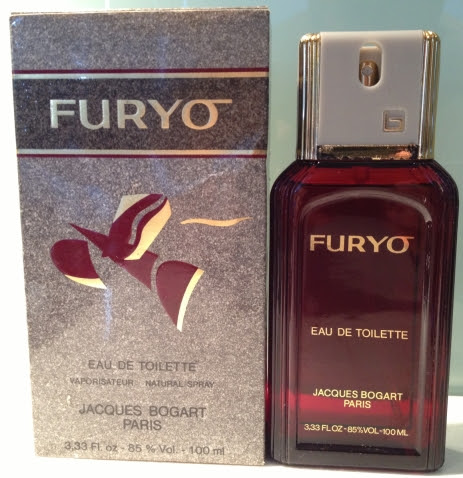 FURYO
EAU DE TOILETTE
VAPORISATEUR NATURAL SPRAY
JACQUES BOGART
PARIS
3,33 Fl. oz - 85 % Vol. - 100 ml
FURYO
EAU DE TOILETTE
JACQUES BOGART
PARIS
3,33 FL.OZ - 85%VOL - 100 ML